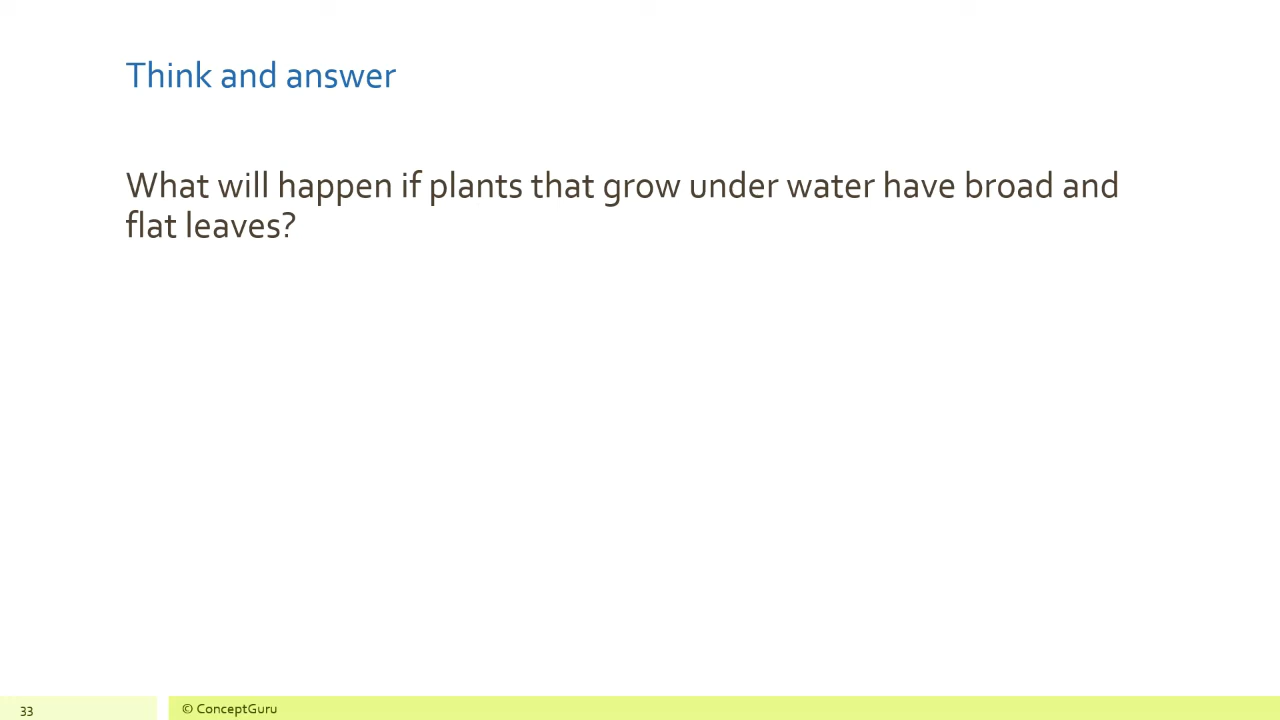 Think and answer
What will happen if plants that grow under water have broad and
flat leaves?
33
© ConceptGuru